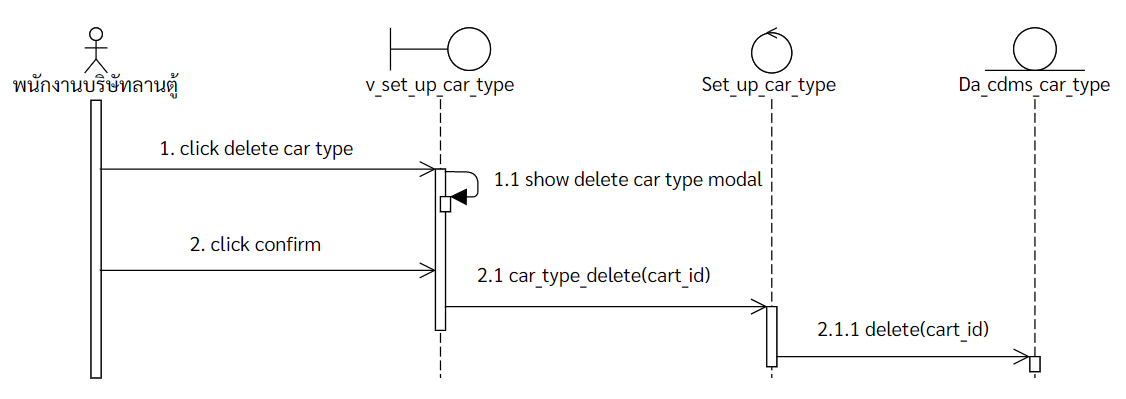 พนักงานบริษัทลานตู้
v_set_up_car_type
Set_up_car_type
Da_cdms_car_type
1. click delete car type
1.1 show delete car type modal
2. click confirm
2.1 car_type_delete(cart_id)
2.1.1 delete(cart_id)